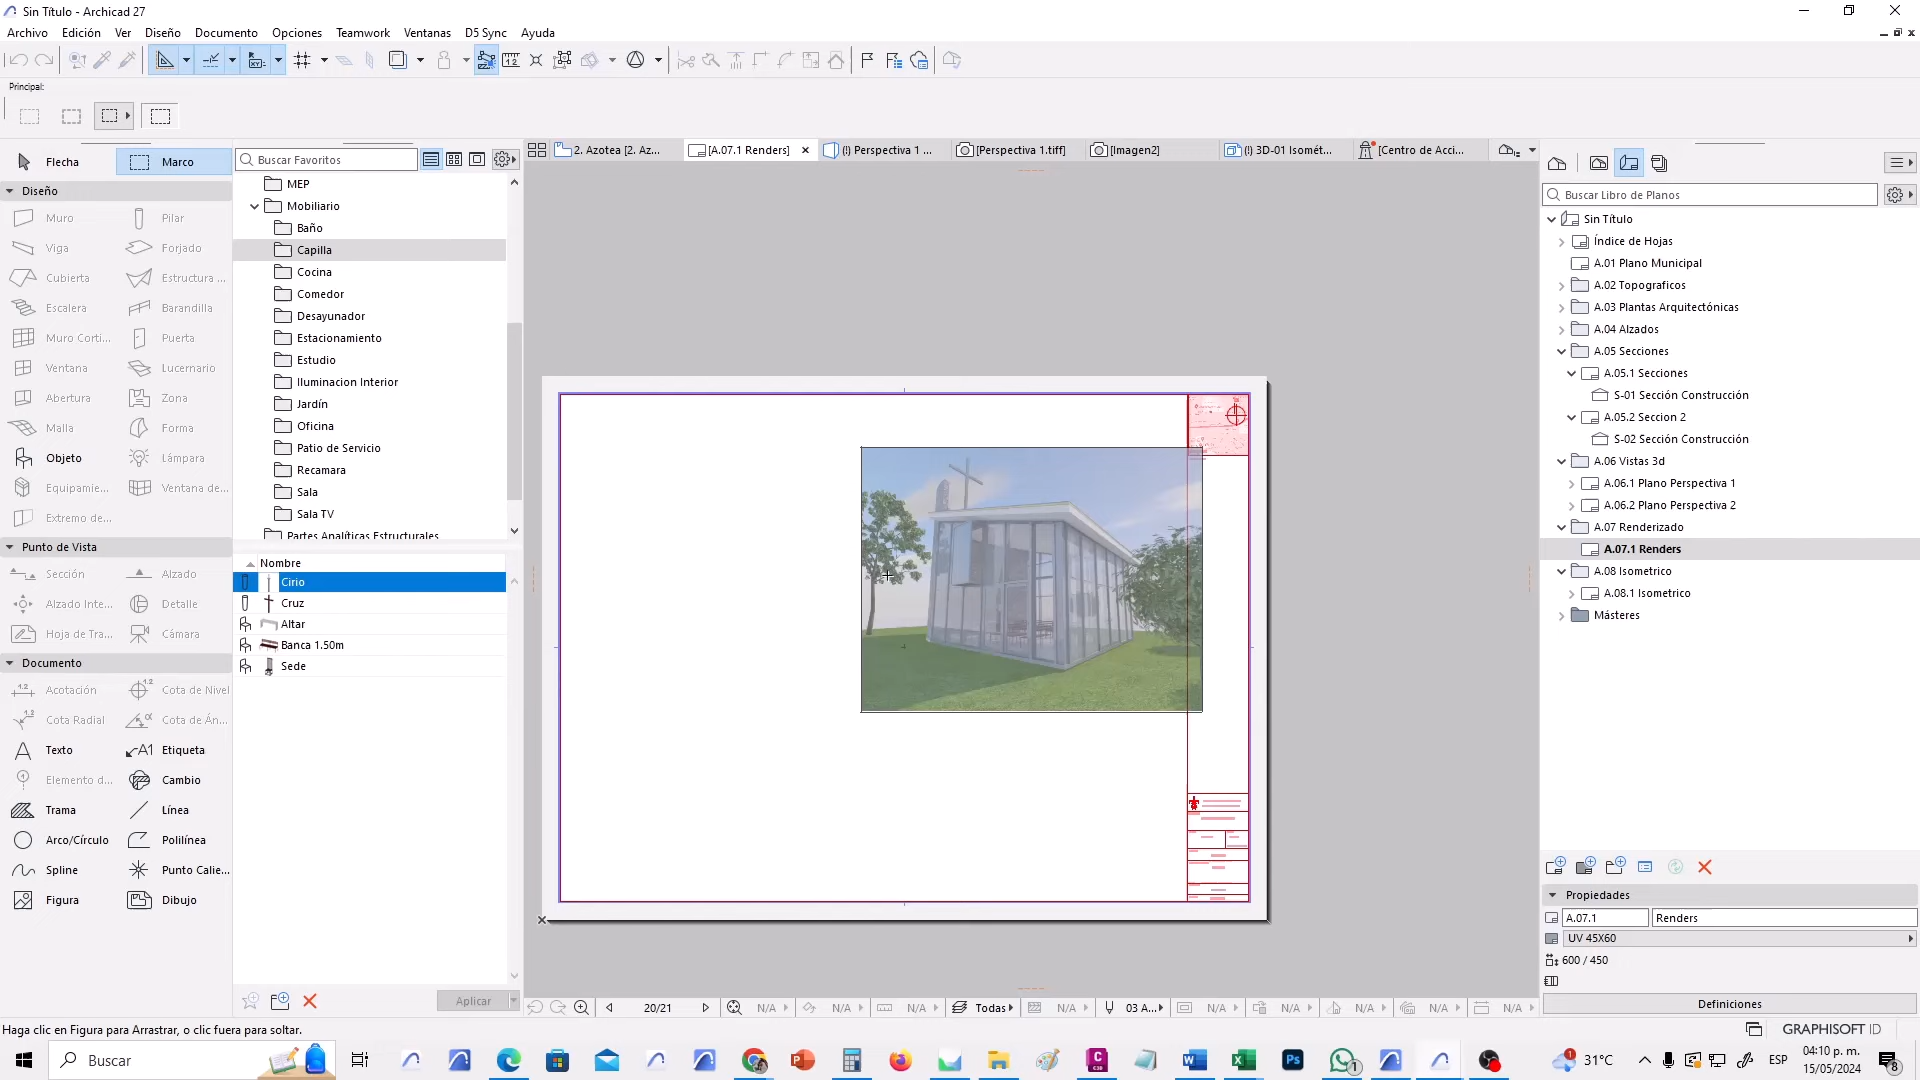 Sin Título - Archicad 27
Archivo Edición Ver Diseño Documento Opciones Teamwork Ventanas D5 Sync Ayuda
Principal:
Flecha Marco
Diseño
Muro Pilar
Viga Forjado
Cubierta Estructura ...
Escalera Barandilla
Muro Corti... Puerta
Ventana Lucernario
Abertura Zona
Malla Forma
Objeto Lámpara
Equipamie... Ventana de...
Extremo de...
Punto de Vista
Sección Alzado
Alzado Inte... Detalle
Hoja de Tra... Cámara
Documento
Acotación Cota de Nivel
Cota Radial Cota de Án...
Texto Etiqueta
Elemento d... Cambio
Trama Línea
Arco/Círculo Polilínea
Spline Punto Calie...
Figura Dibujo
Buscar Favoritos
MEP
Mobiliario
Baño
Capilla
Cocina
Comedor
Desayunador
Estacionamiento
Estudio
Iluminacion Interior
Jardín
Oficina
Patio de Servicio
Recamara
Sala
Sala TV
Partes Analíticas Estructurales
Nombre
Cirio
Cruz
Altar
Banca 1.50m
Sede
Aplicar
2. Azotea [2. Az... [A.07.1 Renders] (!) Perspectiva 1 ... [Perspectiva 1.tiff] [Imagen2] (!) 3D-01 Isomét... [Centro de Acci...
20/21 N/A N/A N/A Todas N/A 03 A... N/A N/A N/A N/A N/A
Buscar Libro de Planos
Sin Título
Índice de Hojas
A.01 Plano Municipal
A.02 Topograficos
A.03 Plantas Arquitectónicas
A.04 Alzados
A.05 Secciones
A.05.1 Secciones
S-01 Sección Construcción
A.05.2 Seccion 2
S-02 Sección Construcción
A.06 Vistas 3d
A.06.1 Plano Perspectiva 1
A.06.2 Plano Perspectiva 2
A.07 Renderizado
A.07.1 Renders
A.08 Isometrico
A.08.1 Isometrico
Másteres
Propiedades
A.07.1 Renders
UV 45X60
600 / 450
Definiciones
Haga clic en Figura para Arrastrar, o clic fuera para soltar.
GRAPHISOFT ID
Buscar
31°C
ESP
04:10 p. m.
15/05/2024
8